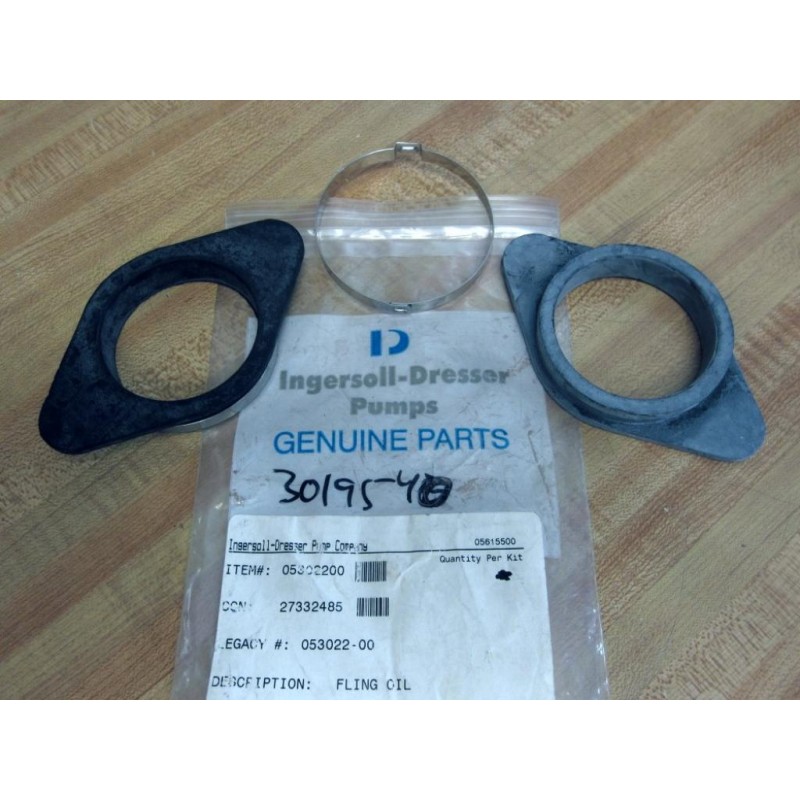 Ingersoll-Dresser
Pumps
GENUINE PARTS
30195-40
Ingersoll-Dresser Pump Company
05615500
Quantity Per Kit
ITEM#: 05302200
CCN: 27332485
LEGACY #: 053022-00
DESCRIPTION: FLING OIL